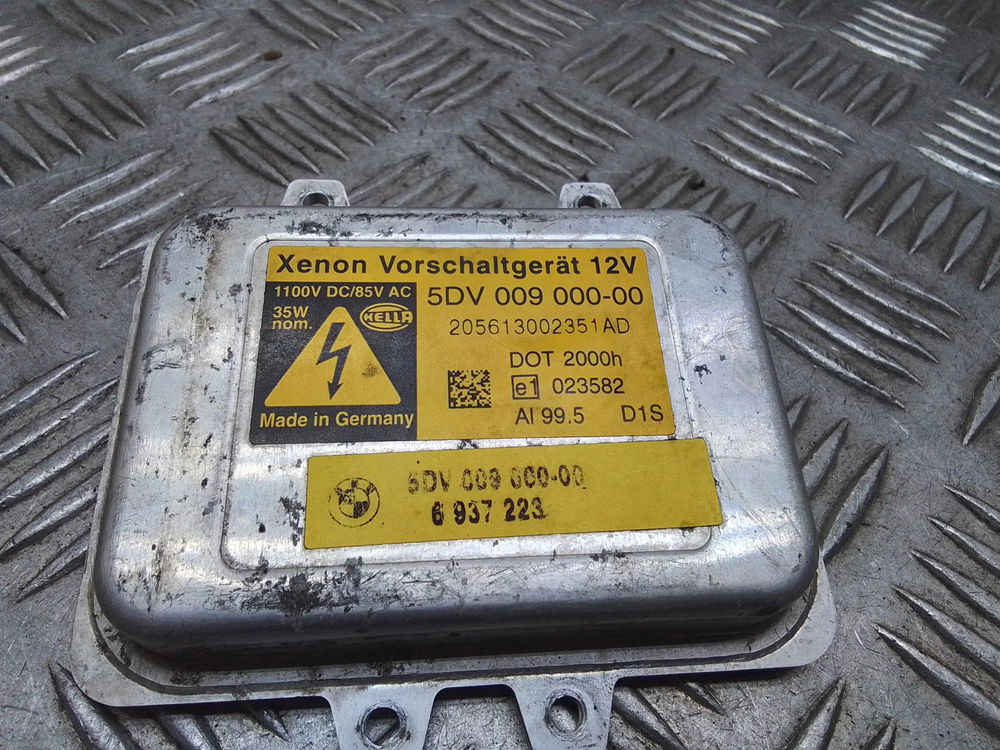 Xenon Vorschaltgerät 12V
1100V DC/85V AC
35W
nom.
HELLA
Made in Germany
5DV 009 000-00
205613002351AD
DOT 2000h
e1 023582
AI 99.5 D1S
5DV 009 000-00
6 937 223